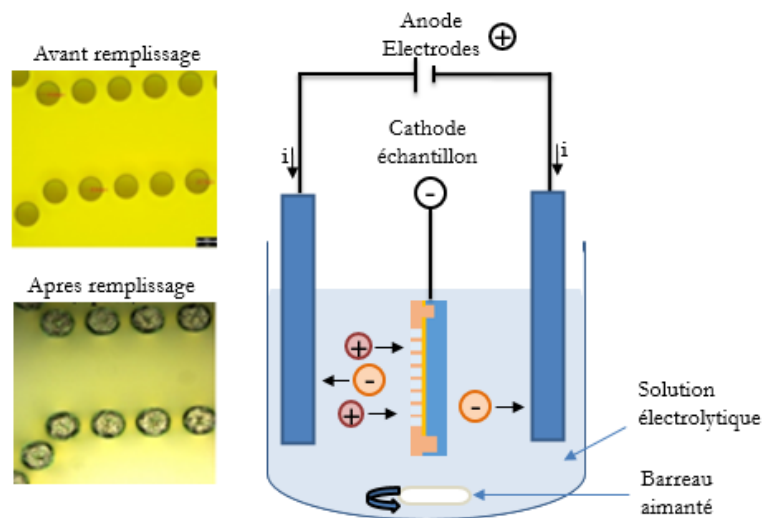 Avant remplissage
Apres remplissage
Anode
Electrodes +
i
i
Cathode
échantillon
-
+
-
+
-
Solution
électrolytique
Barreau
aimanté